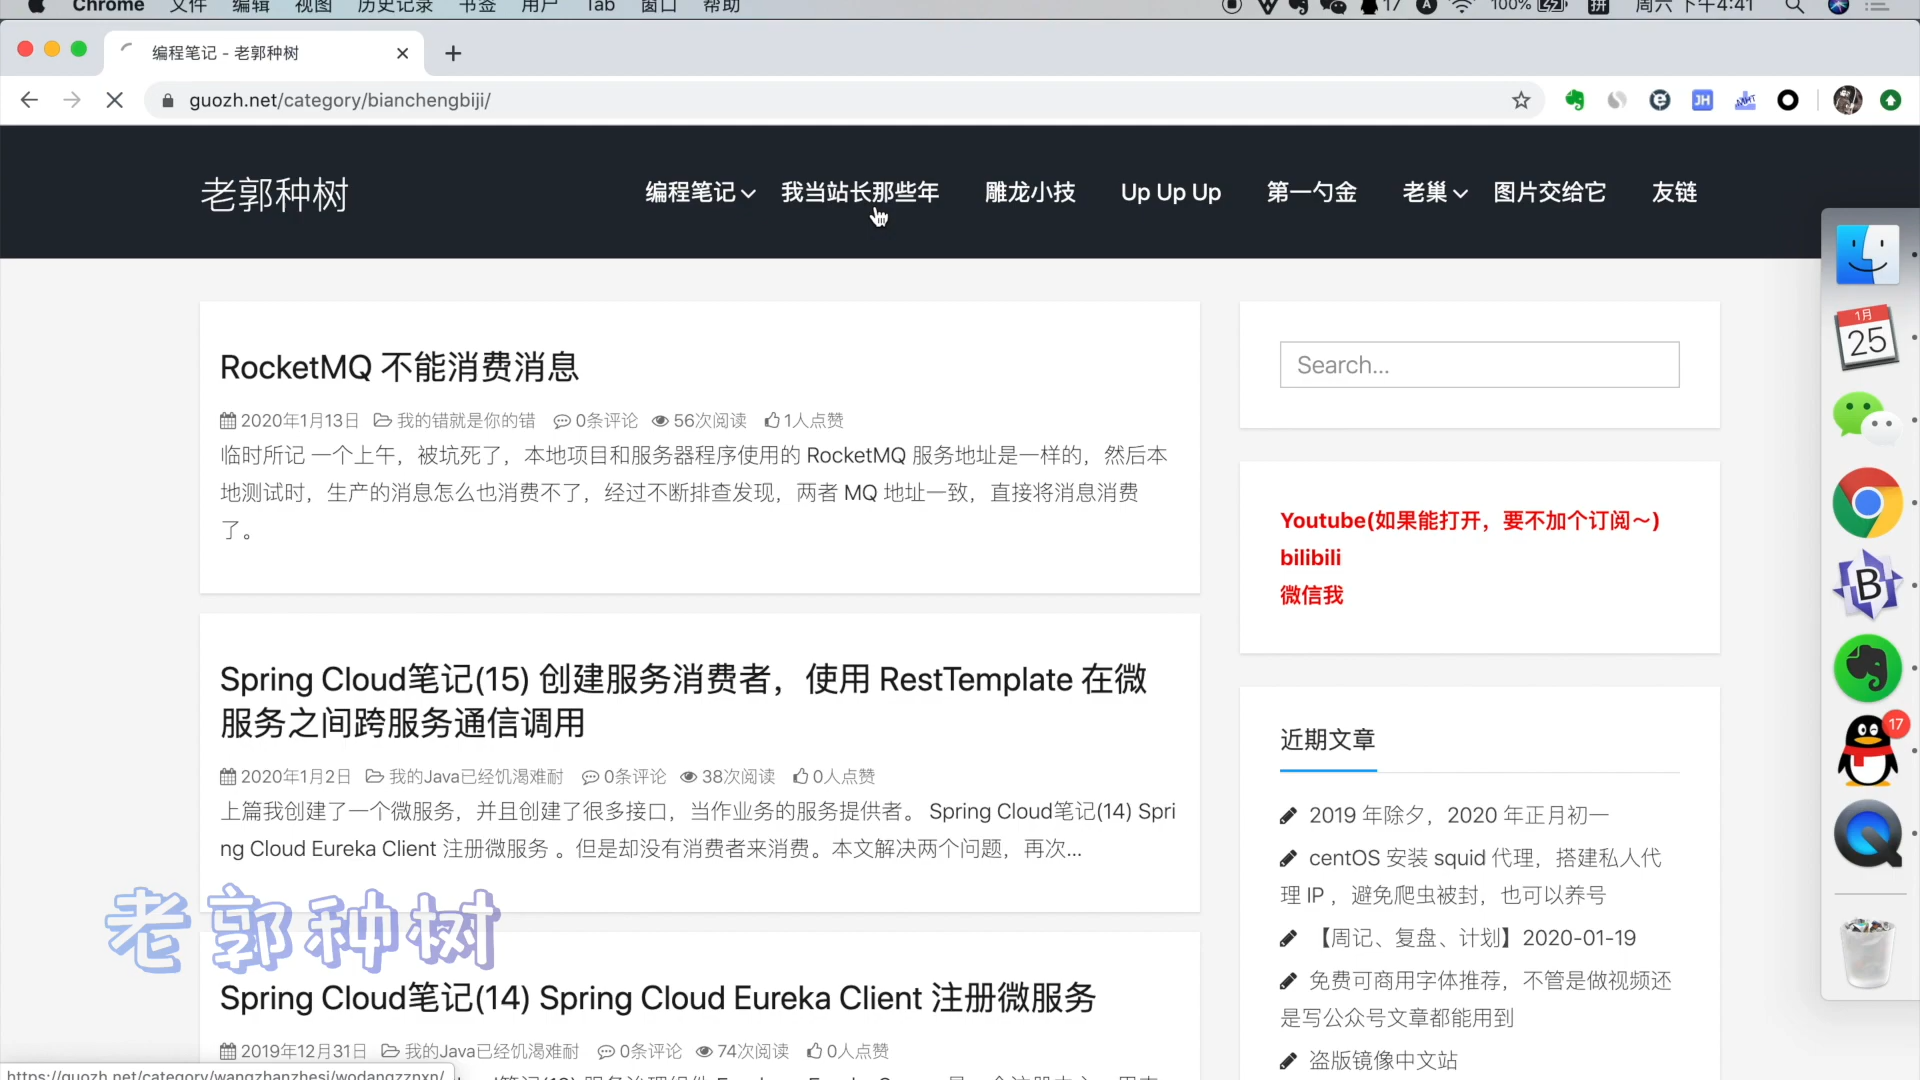 Chrome 文件 编辑 视图 历史记录 书签 用户 Tab 窗口 帮助 17 100% 拼 周六 下午4:41
编程笔记 - 老郭种树
guozh.net/category/bianchengbiji/
老郭种树 编程笔记 我当站长那些年 雕龙小技 Up Up Up 第一勺金 老巢 图片交给它 友链
RocketMQ 不能消费消息
2020年1月13日 我的错就是你的错 0条评论 56次阅读 1人点赞
临时所记 一个上午，被坑死了，本地项目和服务器程序使用的 RocketMQ 服务地址是一样的，然后本
地测试时，生产的消息怎么也消费不了，经过不断排查发现，两者 MQ 地址一致，直接将消息消费
了。
Spring Cloud笔记(15) 创建服务消费者，使用 RestTemplate 在微
服务之间跨服务通信调用
2020年1月2日 我的Java已经饥渴难耐 0条评论 38次阅读 0人点赞
上篇我创建了一个微服务，并且创建了很多接口，当作业务的服务提供者。 Spring Cloud笔记(14) Spri
ng Cloud Eureka Client 注册微服务 。但是却没有消费者来消费。本文解决两个问题，再次...
老郭种树
Spring Cloud笔记(14) Spring Cloud Eureka Client 注册微服务
2019年12月31日 我的Java已经饥渴难耐 0条评论 74次阅读 0人点赞
https://guozh.net/category/wangzhanzhesi/wodangzznxn/
Search...
Youtube(如果能打开，要不加个订阅～)
bilibili
微信我
近期文章
2019 年除夕，2020 年正月初一
centOS 安装 squid 代理，搭建私人代
理 IP ，避免爬虫被封，也可以养号
【周记、复盘、计划】2020-01-19
免费可商用字体推荐，不管是做视频还
是写公众号文章都能用到
盗版镜像中文站
1月
25
17